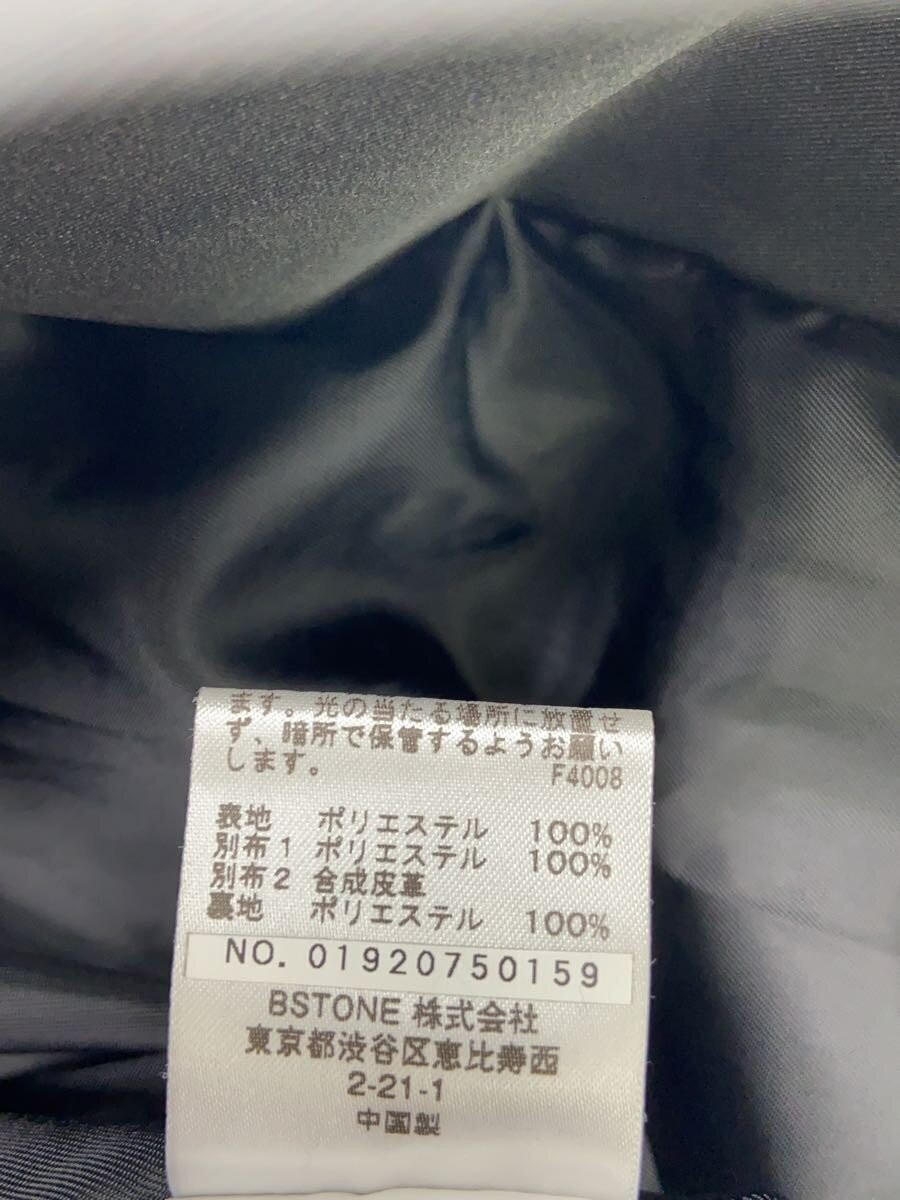 ます。光の当たる場所に放置せ
ず、暗所で保管するようお願い
します。
F4008
表地 ポリエステル 100%
別布1 ポリエステル 100%
別布2 合成皮革
裏地 ポリエステル 100%
NO. 01920750159
BSTONE 株式会社
東京都渋谷区恵比寿西
2-21-1
中国製